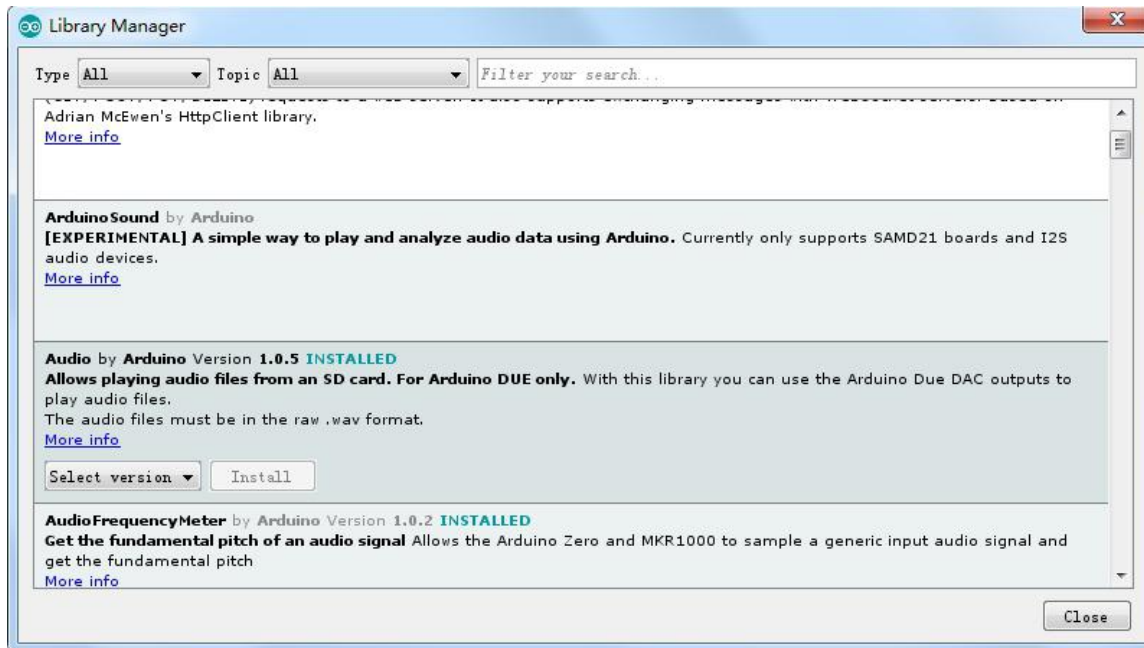 Library Manager
Type All Topic All Filter your search...
Adrian McEwen's HttpClient library.
More info
ArduinoSound by Arduino
[EXPERIMENTAL] A simple way to play and analyze audio data using Arduino. Currently only supports SAMD21 boards and I2S
audio devices.
More info
Audio by Arduino Version 1.0.5 INSTALLED
Allows playing audio files from an SD card. For Arduino DUE only. With this library you can use the Arduino Due DAC outputs to
play audio files.
The audio files must be in the raw .wav format.
More info
Select version Install
AudioFrequencyMeter by Arduino Version 1.0.2 INSTALLED
Get the fundamental pitch of an audio signal Allows the Arduino Zero and MKR1000 to sample a generic input audio signal and
get the fundamental pitch
More info
Close